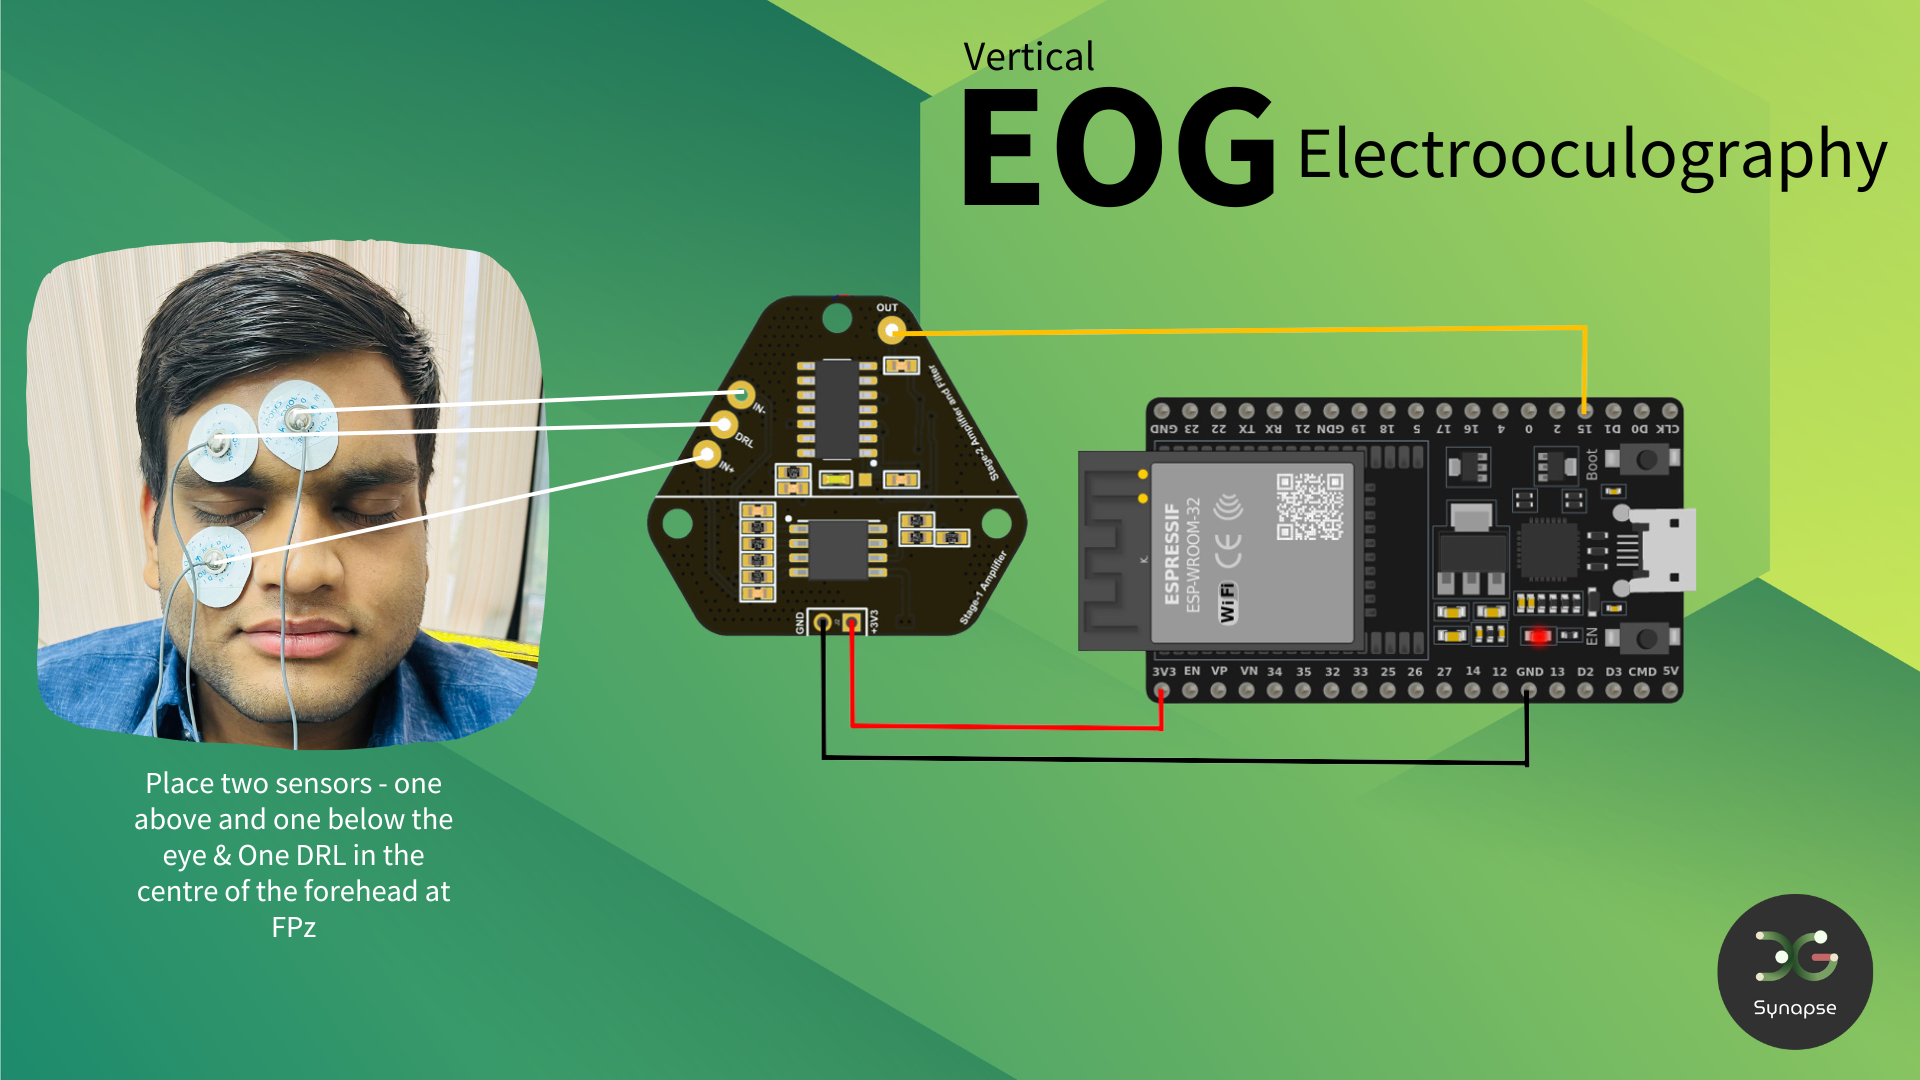 Vertical
EOG Electrooculography
OUT
IN-
DRL
IN+
Stage-2 Amplifier and Filter
Stage-1 Amplifier
GND
+3V3
GND 23 22 TX RX 21 GND 19 18 5 17 16 4 0 2 15 D1 D0 CLK
Boot
ESPRESSIF
ESP-WROOM-32
CE
WiFi
K
EN
3V3 EN VP VN 34 35 32 33 25 26 27 14 12 GND 13 D2 D3 CMD 5V
Place two sensors - one
above and one below the
eye & One DRL in the
centre of the forehead at
FPz
Synapse